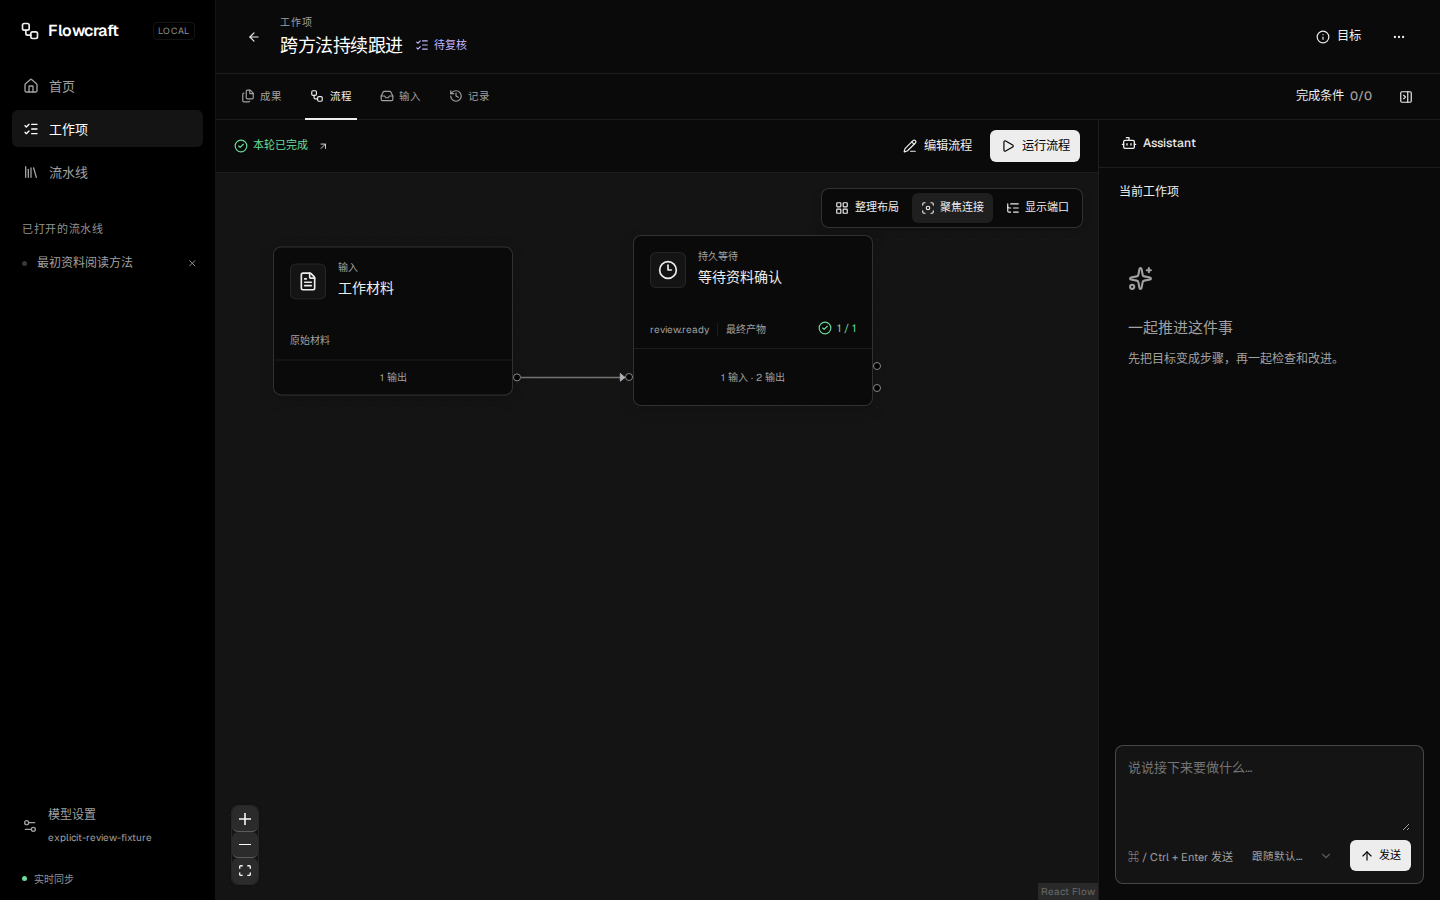 Flowcraft
LOCAL
首页
工作项
流水线
已打开的流水线
最初资料阅读方法
模型设置
explicit-review-fixture
实时同步
工作项
跨方法持续跟进
待复核
目标
成果
流程
输入
记录
完成条件 0/0
本轮已完成
编辑流程
运行流程
整理布局
聚焦连接
显示端口
输入
工作材料
原始材料
1 输出
持久等待
等待资料确认
review.ready
最终产物
1 / 1
1 输入 · 2 输出
React Flow
Assistant
当前工作项
一起推进这件事
先把目标变成步骤，再一起检查和改进。
说说接下来要做什么…
⌘ / Ctrl + Enter 发送
跟随默认…
发送